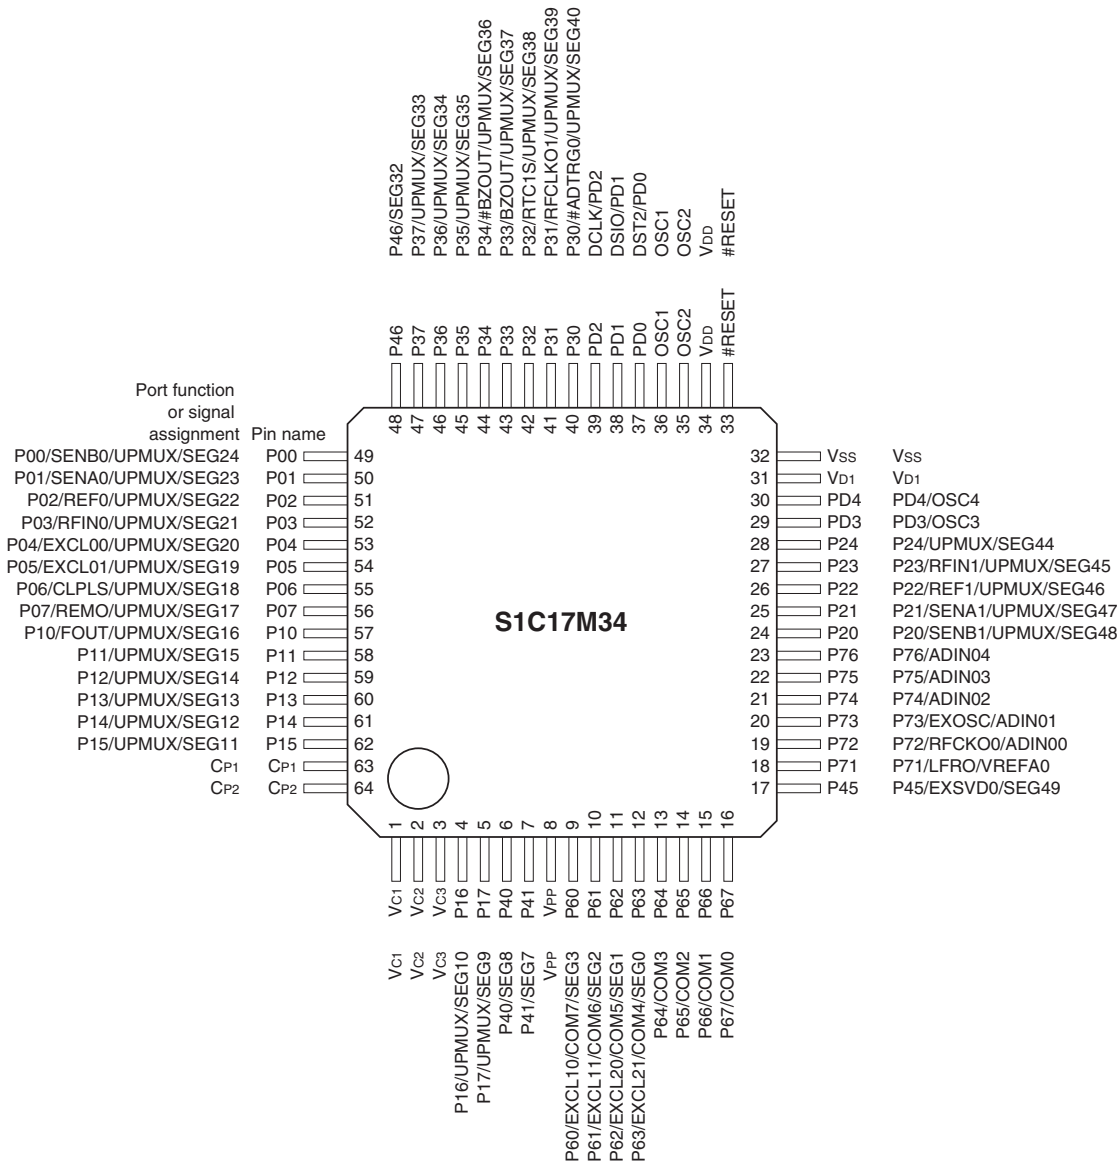 P46/SEG32
P37/UPMUX/SEG33
P36/UPMUX/SEG34
P35/UPMUX/SEG35
P34/#BZOUT/UPMUX/SEG36
P33/BZOUT/UPMUX/SEG37
P32/RTC1S/UPMUX/SEG38
P31/RFCLKO1/UPMUX/SEG39
P30/#ADTRG0/UPMUX/SEG40
DCLK/PD2
DSIO/PD1
DST2/PD0
OSC1
OSC2
VDD
#RESET
P46
P37
P36
P35
P34
P33
P32
P31
P30
PD2
PD1
PD0
OSC1
OSC2
VDD
#RESET
48
47
46
45
44
43
42
41
40
39
38
37
36
35
34
33
Port function
or signal
assignment Pin name
P00/SENB0/UPMUX/SEG24 P00 49
P01/SENA0/UPMUX/SEG23 P01 50
P02/REF0/UPMUX/SEG22 P02 51
P03/RFIN0/UPMUX/SEG21 P03 52
P04/EXCL00/UPMUX/SEG20 P04 53
P05/EXCL01/UPMUX/SEG19 P05 54
P06/CLPLS/UPMUX/SEG18 P06 55
P07/REMO/UPMUX/SEG17 P07 56
P10/FOUT/UPMUX/SEG16 P10 57
P11/UPMUX/SEG15 P11 58
P12/UPMUX/SEG14 P12 59
P13/UPMUX/SEG13 P13 60
P14/UPMUX/SEG12 P14 61
P15/UPMUX/SEG11 P15 62
CP1 CP1 63
CP2 CP2 64
S1C17M34
32 VSS VSS
31 VD1 VD1
30 PD4 PD4/OSC4
29 PD3 PD3/OSC3
28 P24 P24/UPMUX/SEG44
27 P23 P23/RFIN1/UPMUX/SEG45
26 P22 P22/REF1/UPMUX/SEG46
25 P21 P21/SENA1/UPMUX/SEG47
24 P20 P20/SENB1/UPMUX/SEG48
23 P76 P76/ADIN04
22 P75 P75/ADIN03
21 P74 P74/ADIN02
20 P73 P73/EXOSC/ADIN01
19 P72 P72/RFCKO0/ADIN00
18 P71 P71/LFRO/VREFA0
17 P45 P45/EXSVD0/SEG49
1
2
3
4
5
6
7
8
9
10
11
12
13
14
15
16
VC1
VC2
VC3
P16
P17
P40
P41
VPP
P60
P61
P62
P63
P64
P65
P66
P67
VC1
VC2
VC3
P16/UPMUX/SEG10
P17/UPMUX/SEG9
P40/SEG8
P41/SEG7
VPP
P60/EXCL10/COM7/SEG3
P61/EXCL11/COM6/SEG2
P62/EXCL20/COM5/SEG1
P63/EXCL21/COM4/SEG0
P64/COM3
P65/COM2
P66/COM1
P67/COM0